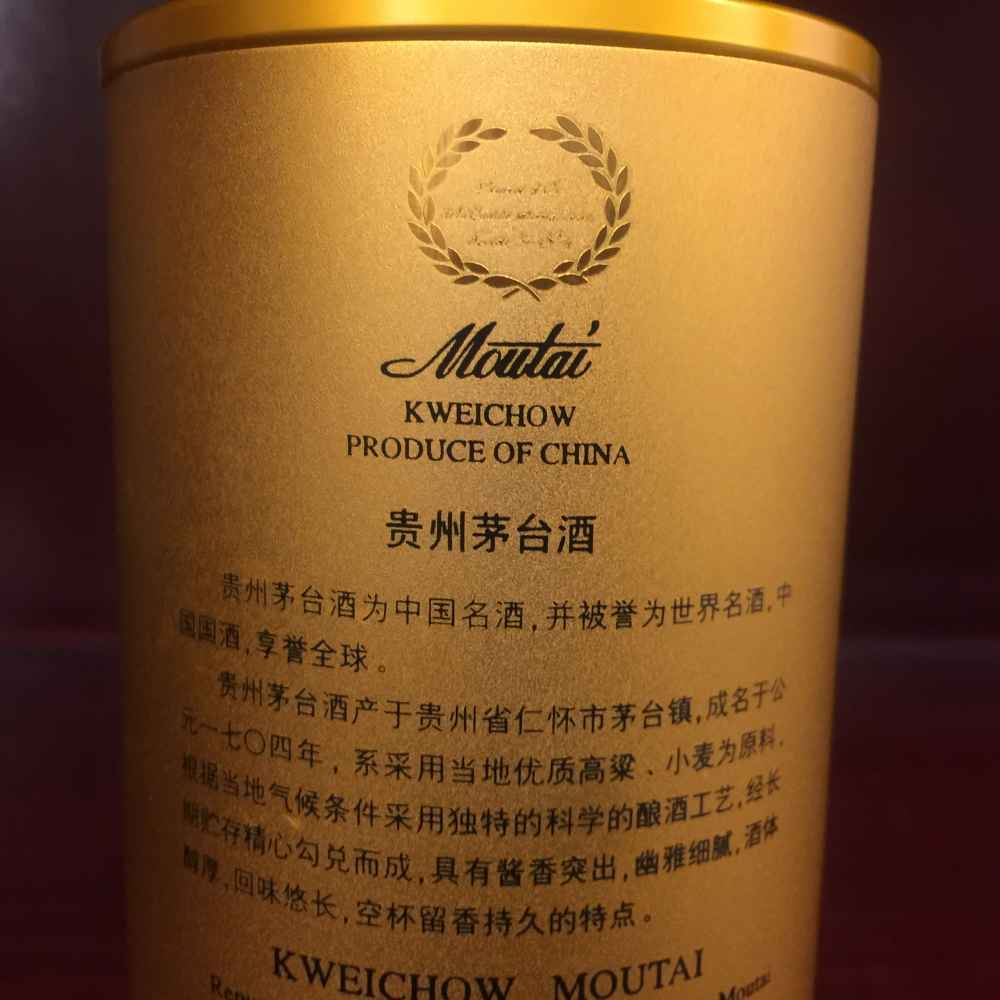 Moutai
KWEICHOW
PRODUCE OF CHINA
贵州茅台酒
贵州茅台酒为中国名酒,并被誉为世界名酒,中
国国酒,享誉全球。
贵州茅台酒产于贵州省仁怀市茅台镇,成名于公
元一七〇四年,系采用当地优质高粱、小麦为原料,
根据当地气候条件采用独特的科学的酿酒工艺,经长
期贮存精心勾兑而成,具有酱香突出,幽雅细腻,酒体
醇厚,回味悠长,空杯留香持久的特点。
KWEICHOW MOUTAI
Moutai